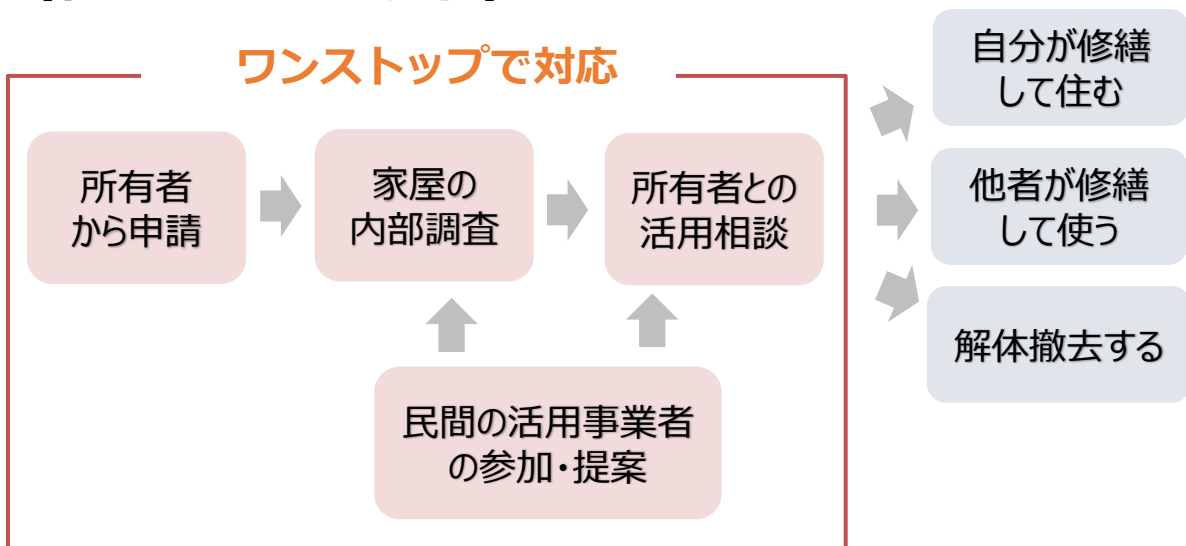 ワンストップで対応
所有者
から申請
家屋の
内部調査
所有者との
活用相談
民間の活用事業者
の参加・提案
自分が修繕
して住む
他者が修繕
して使う
解体撤去する